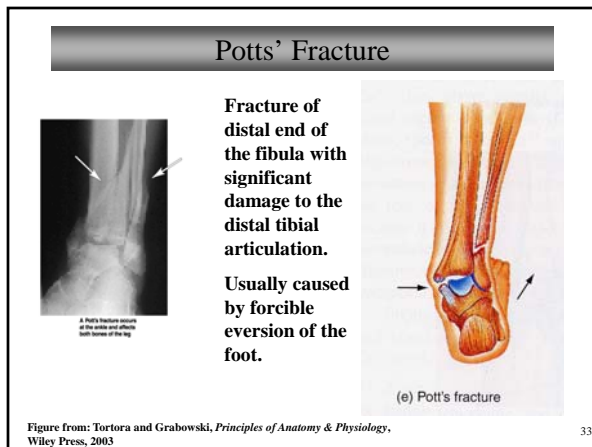 Potts’ Fracture
Fracture of
distal end of
the fibula with
significant
damage to the
distal tibial
articulation.
Usually caused
by forcible
eversion of the
foot.
A Pott's fracture occurs
at the ankle and affects
both bones of the leg
(e) Pott's fracture
Figure from: Tortora and Grabowski, Principles of Anatomy & Physiology,
Wiley Press, 2003
33